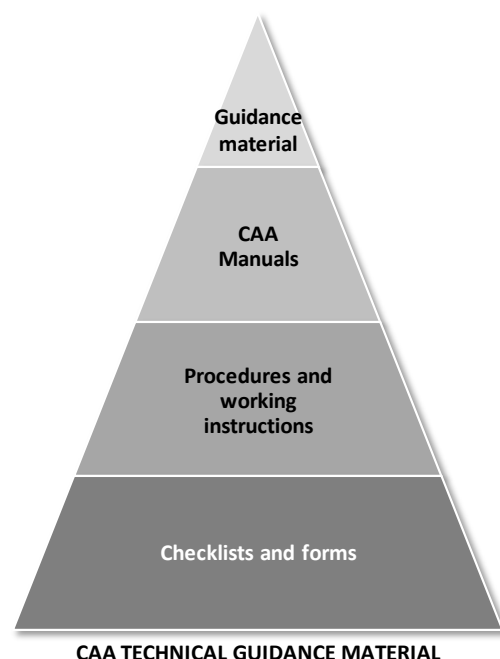 Guidance
material
CAA
Manuals
Procedures and
working
instructions
Checklists and forms
CAA TECHNICAL GUIDANCE MATERIAL